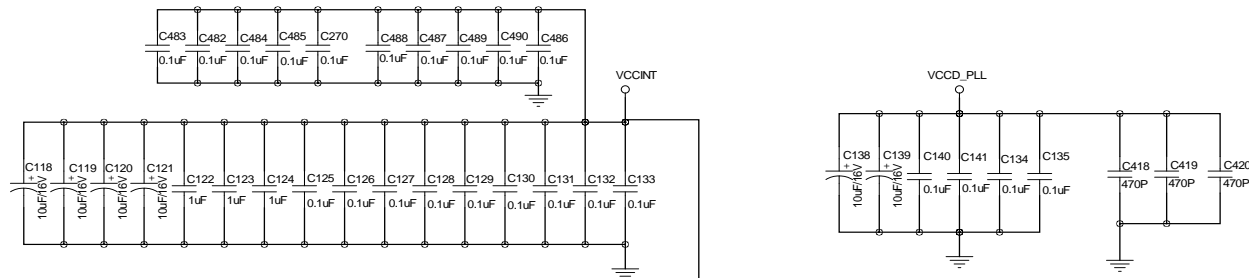 C483 C482 C484 C485 C270 C488 C487 C489 C490 C486
0.1uF 0.1uF 0.1uF 0.1uF 0.1uF 0.1uF 0.1uF 0.1uF 0.1uF 0.1uF
VCCINT
C118 C119 C120 C121 C122 C123 C124 C125 C126 C127 C128 C129 C130 C131 C132 C133
+ + + +
10uF/16V 10uF/16V 10uF/16V 10uF/16V 1uF 1uF 1uF 0.1uF 0.1uF 0.1uF 0.1uF 0.1uF 0.1uF 0.1uF 0.1uF 0.1uF
VCCD_PLL
C138 C139 C140 C141 C134 C135 C418 C419 C420
+ +
10uF/16V 10uF/16V 0.1uF 0.1uF 0.1uF 0.1uF 470P 470P 470P